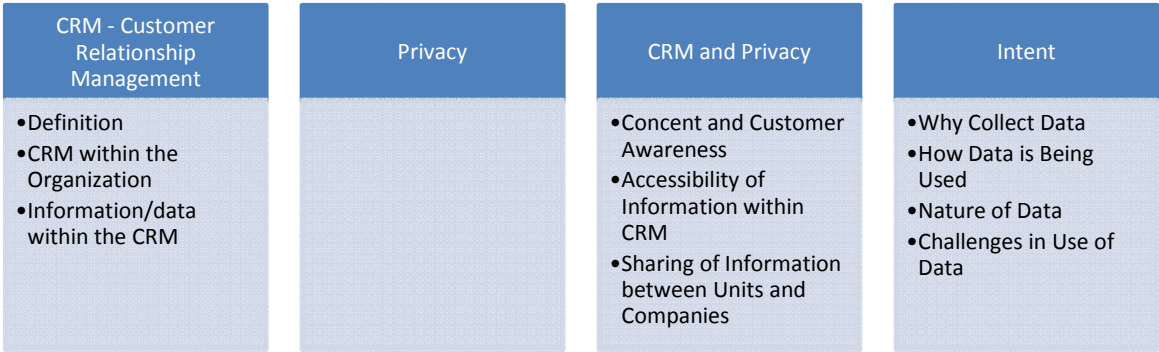 CRM - Customer
Relationship
Management
•Definition
•CRM within the
Organization
•Information/data
within the CRM
Privacy
CRM and Privacy
•Concent and Customer
Awareness
•Accessibility of
Information within
CRM
•Sharing of Information
between Units and
Companies
Intent
•Why Collect Data
•How Data is Being
Used
•Nature of Data
•Challenges in Use of
Data